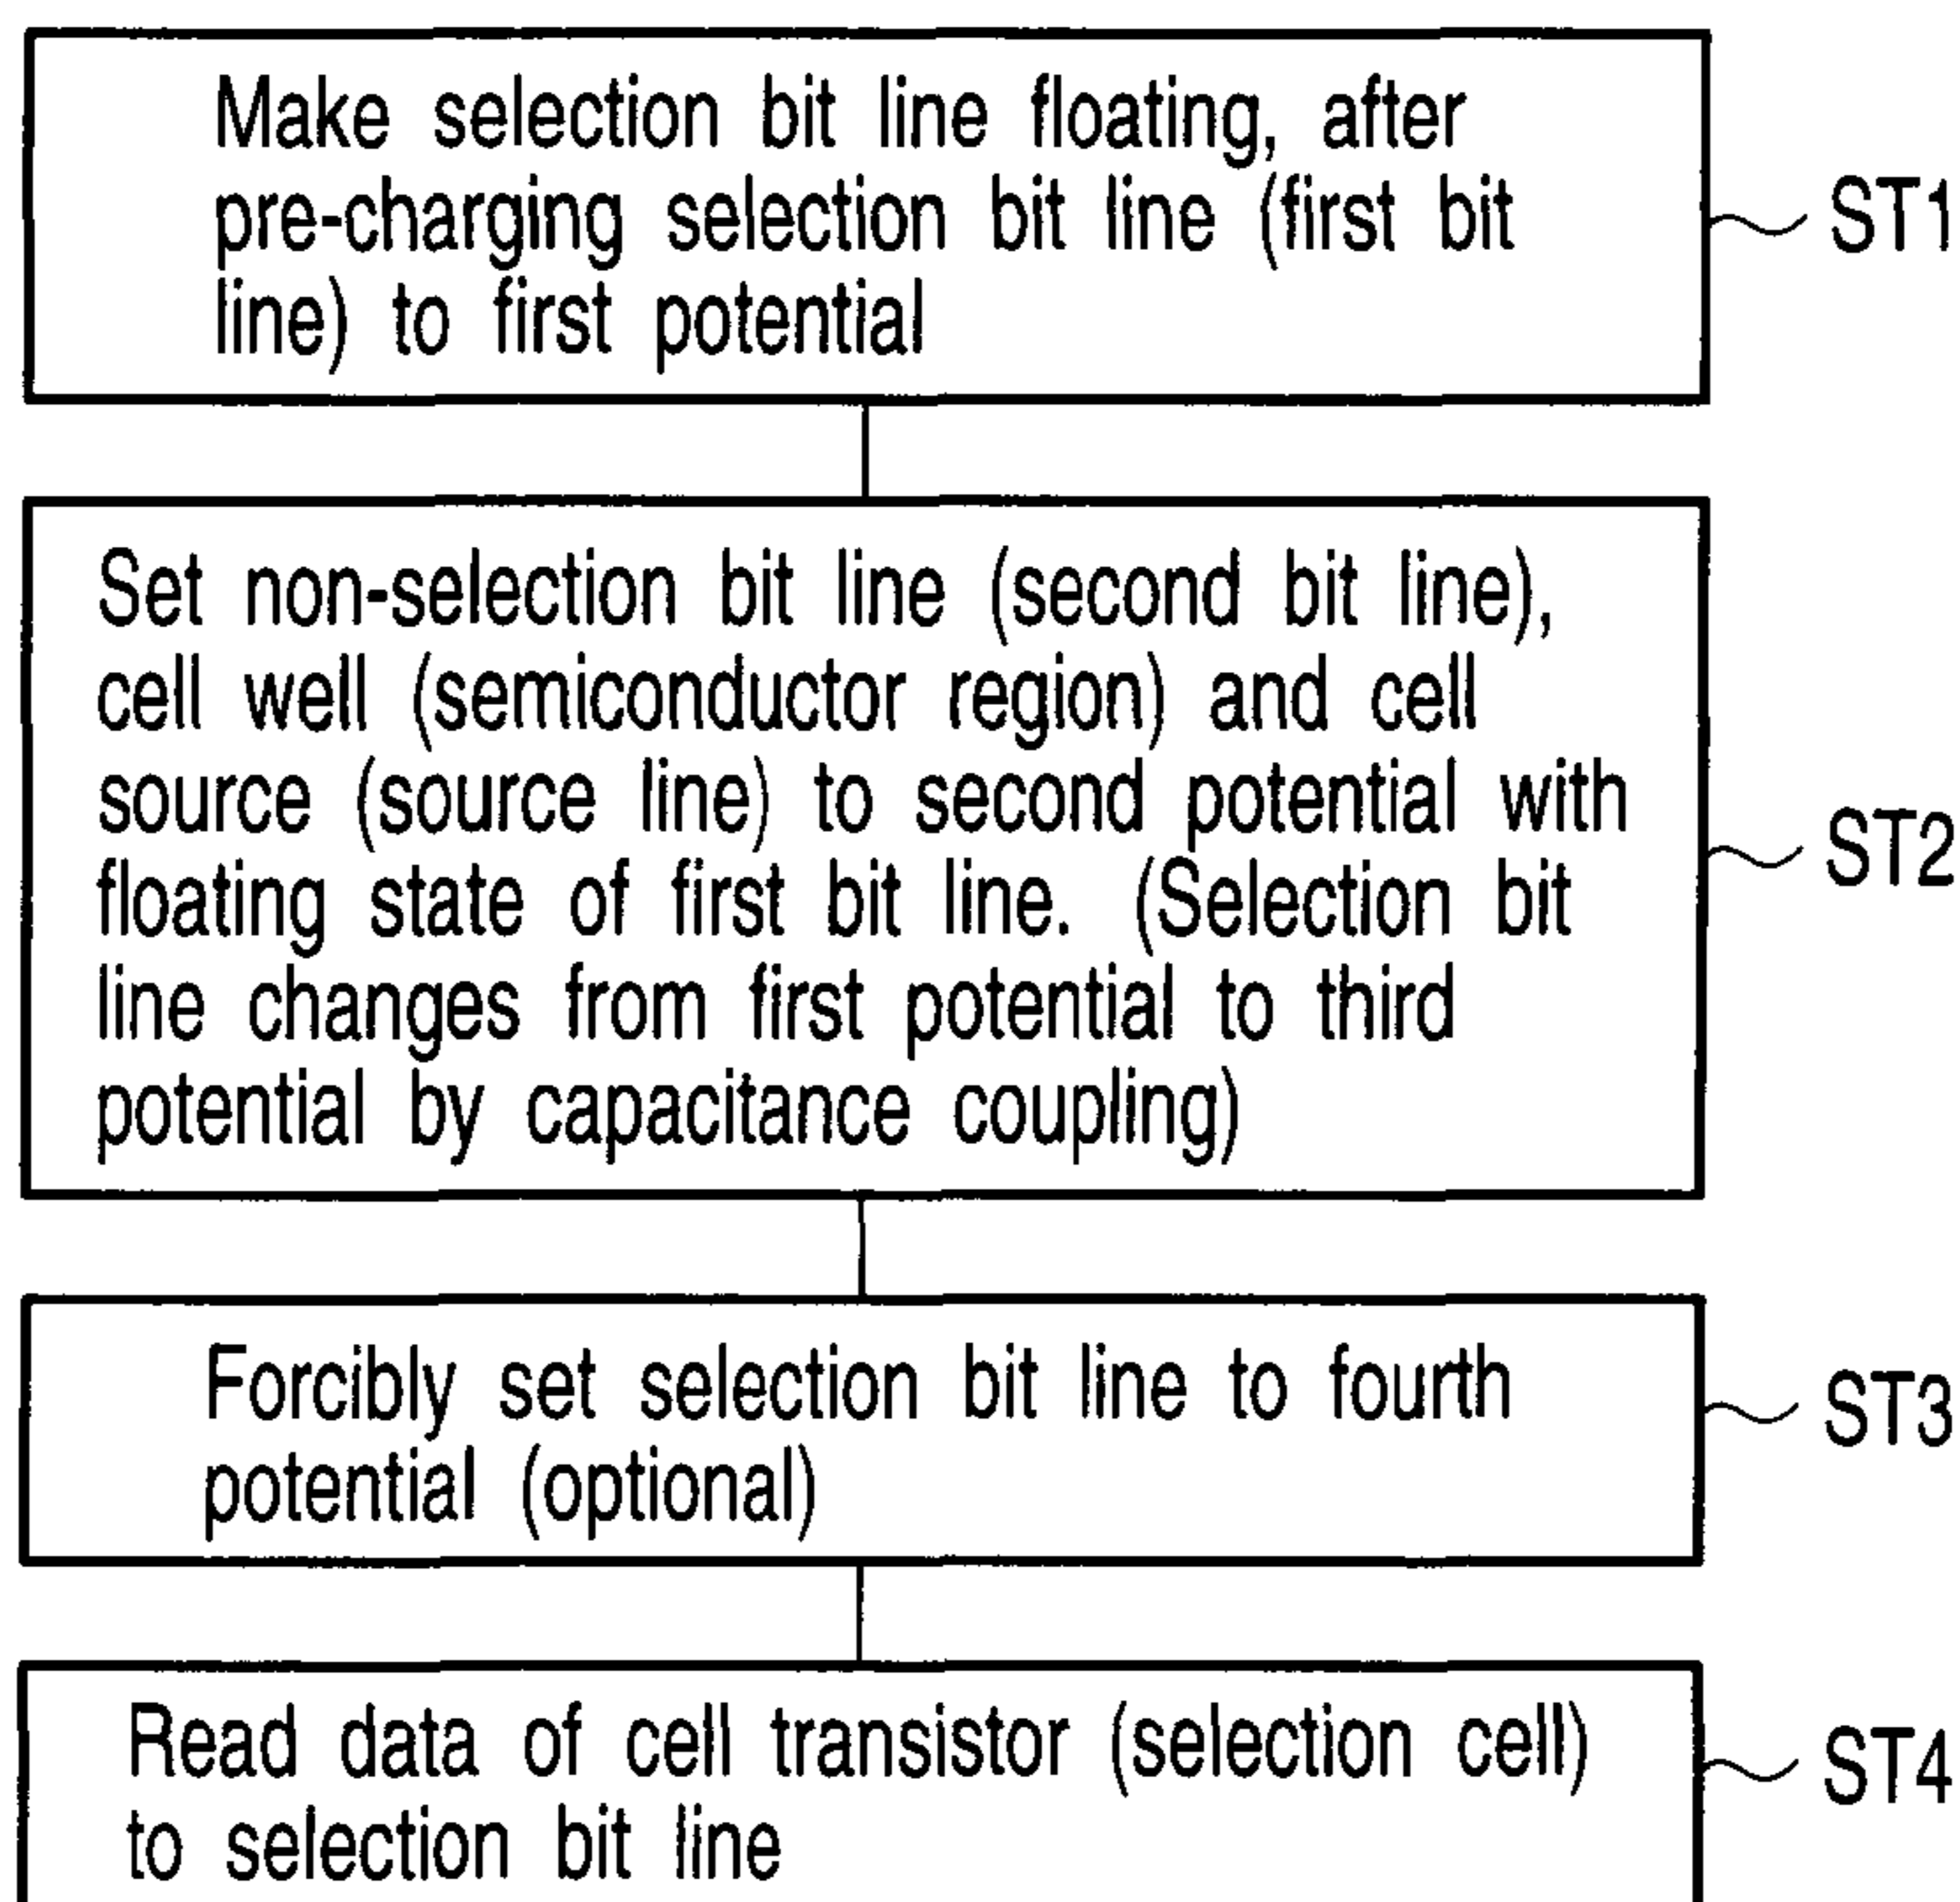 Make selection bit line floating, after
pre-charging selection bit line (first bit
line) to first potential
ST1
Set non-selection bit line (second bit line),
cell well (semiconductor region) and cell
source (source line) to second potential with
floating state of first bit line. (Selection bit
line changes from first potential to third
potential by capacitance coupling)
ST2
Forcibly set selection bit line to fourth
potential (optional)
ST3
Read data of cell transistor (selection cell)
to selection bit line
ST4